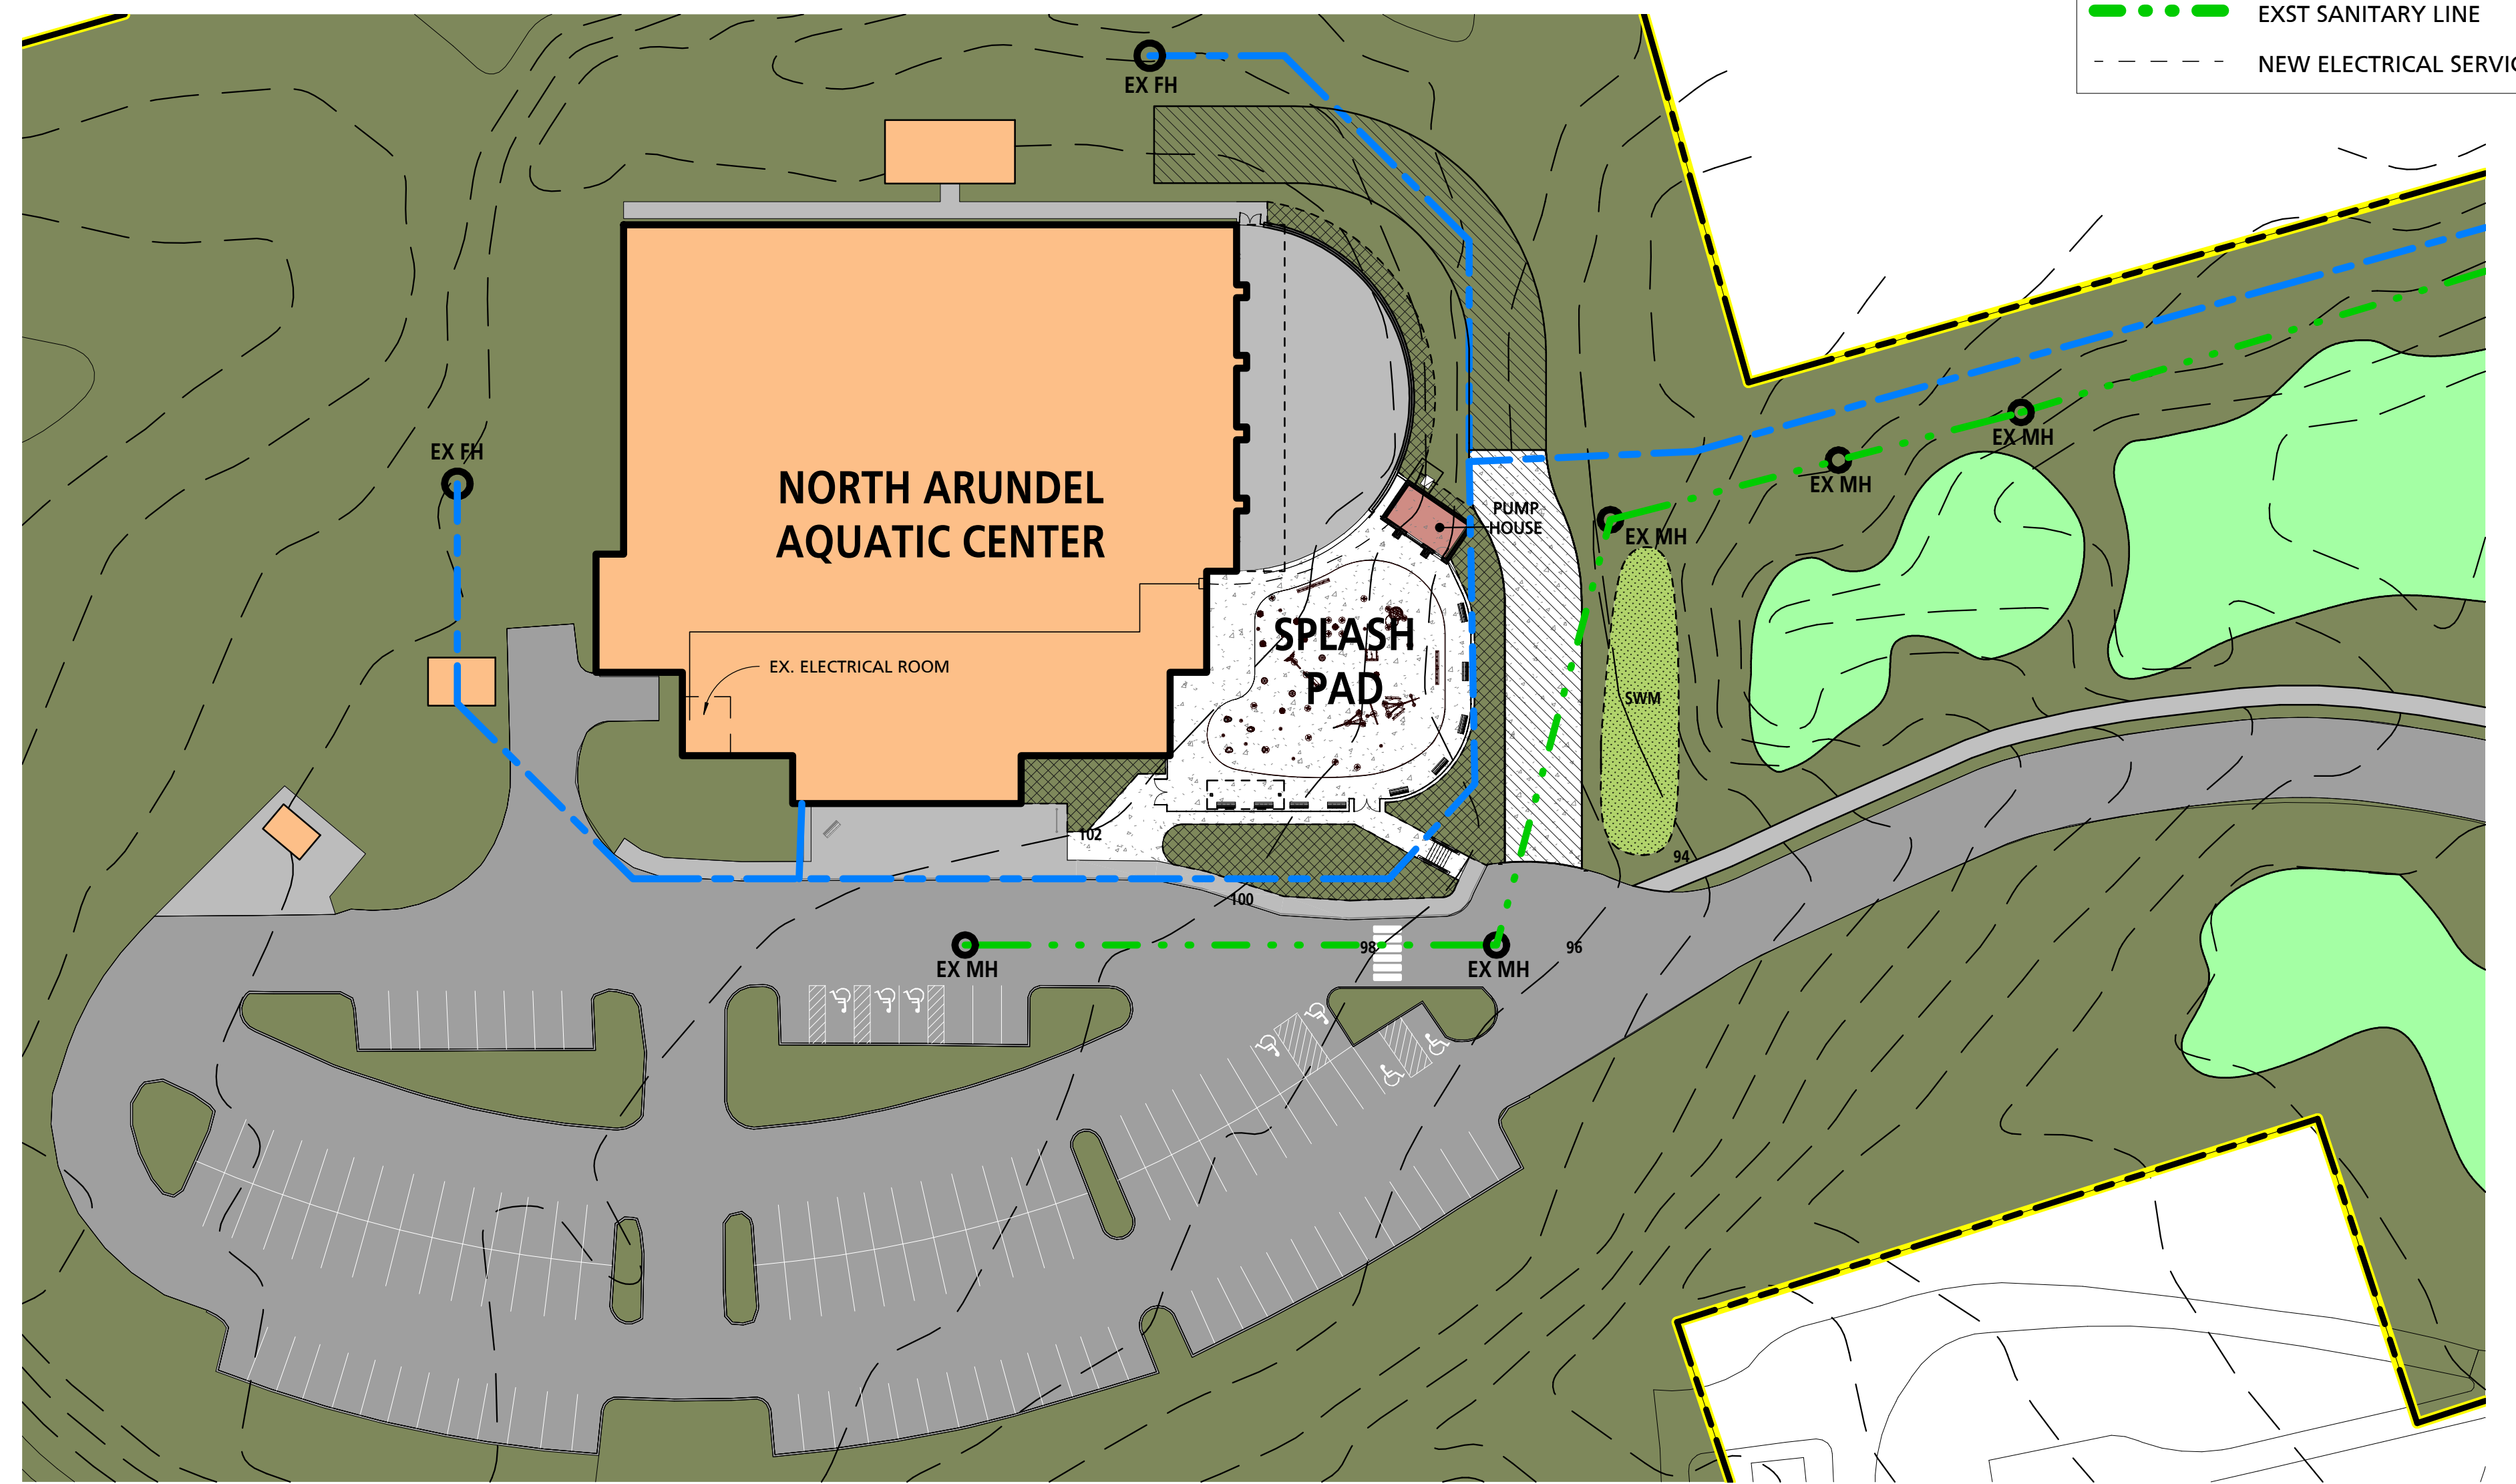 EXST SANITARY LINE
NEW ELECTRICAL
EX FH
EX FH
NORTH ARUNDEL
AQUATIC CENTER
EX. ELECTRICAL ROOM
PUMP
HOUSE
SPLASH
PAD
EX MH
EX MH
EX MH
SWM
102
100
98
96
94
EX MH
EX MH